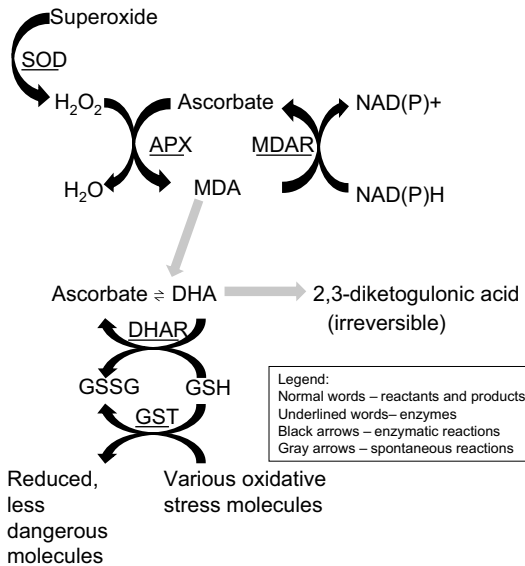 Superoxide
SOD
H₂O₂ Ascorbate NAD(P)+
APX MDAR
H₂O MDA NAD(P)H
Ascorbate ⇌ DHA 2,3-diketogulonic acid
(irreversible)
DHAR
GSSG GSH
GST
Reduced,
less
dangerous
molecules
Various oxidative
stress molecules
Legend:
Normal words – reactants and products
Underlined words– enzymes
Black arrows – enzymatic reactions
Gray arrows – spontaneous reactions